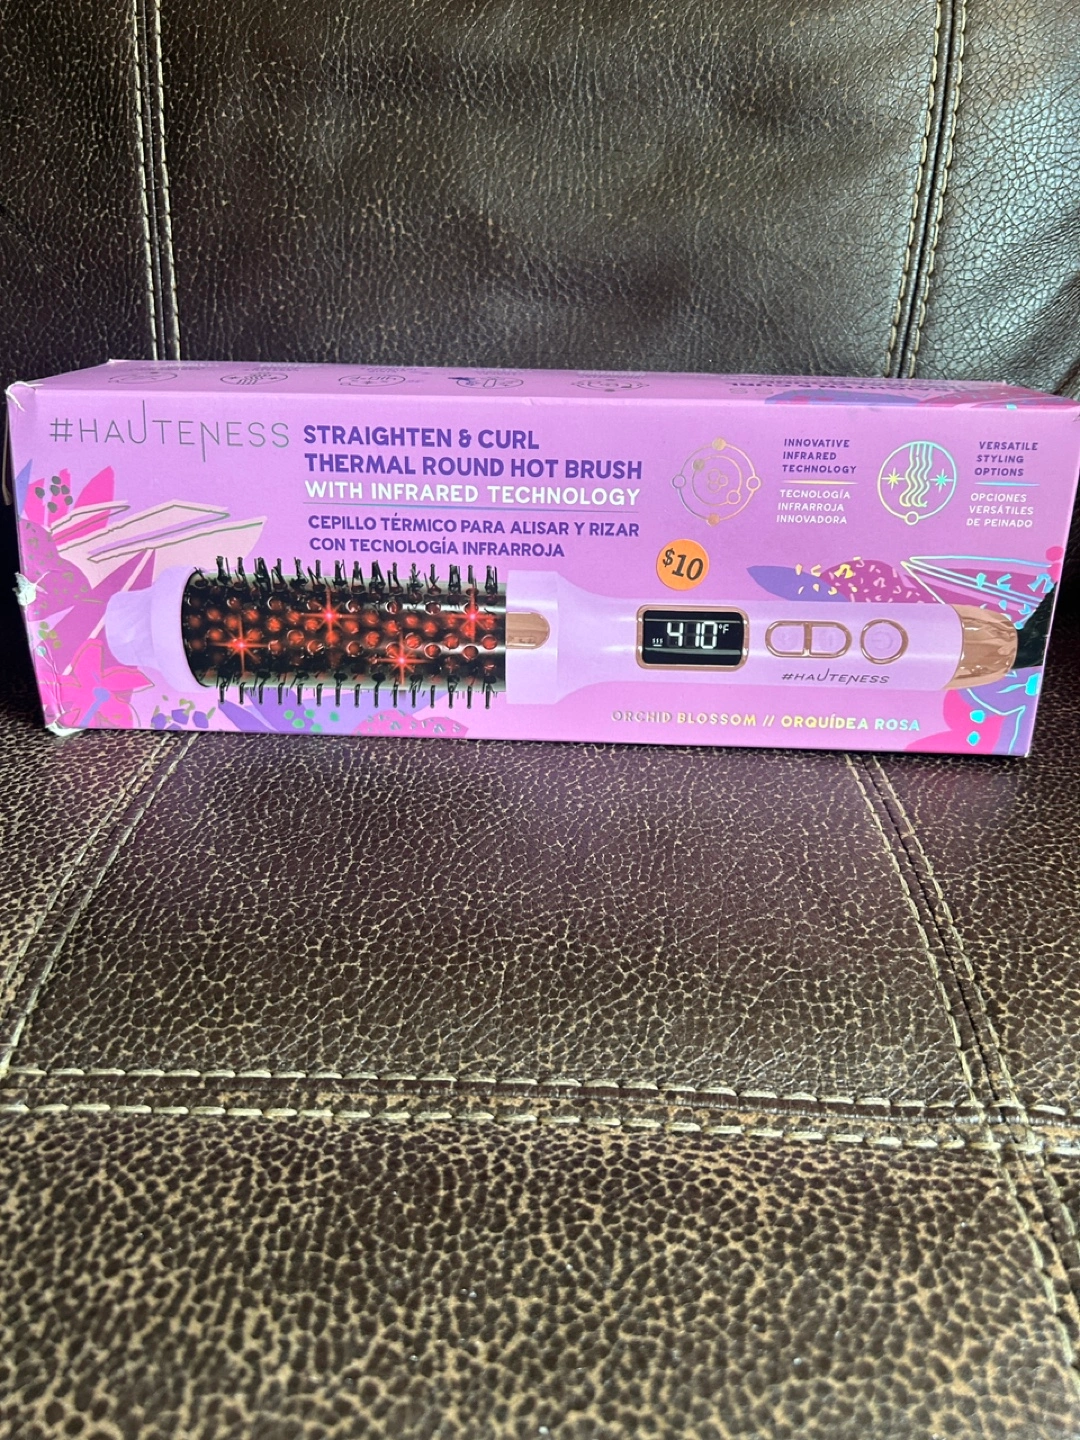 #HAUTENESS
STRAIGHTEN & CURL
THERMAL ROUND HOT BRUSH
WITH INFRARED TECHNOLOGY
CEPILLO TÉRMICO PARA ALISAR Y RIZAR
CON TECNOLOGÍA INFRARROJA
INNOVATIVE
INFRARED
TECHNOLOGY
TECNOLOGÍA
INFRARROJA
INNOVADORA
VERSATILE
STYLING
OPTIONS
OPCIONES
VERSÁTILES
DE PEINADO
$10
410°F
#HAUTENESS
ORCHID BLOSSOM // ORQUÍDEA ROSA